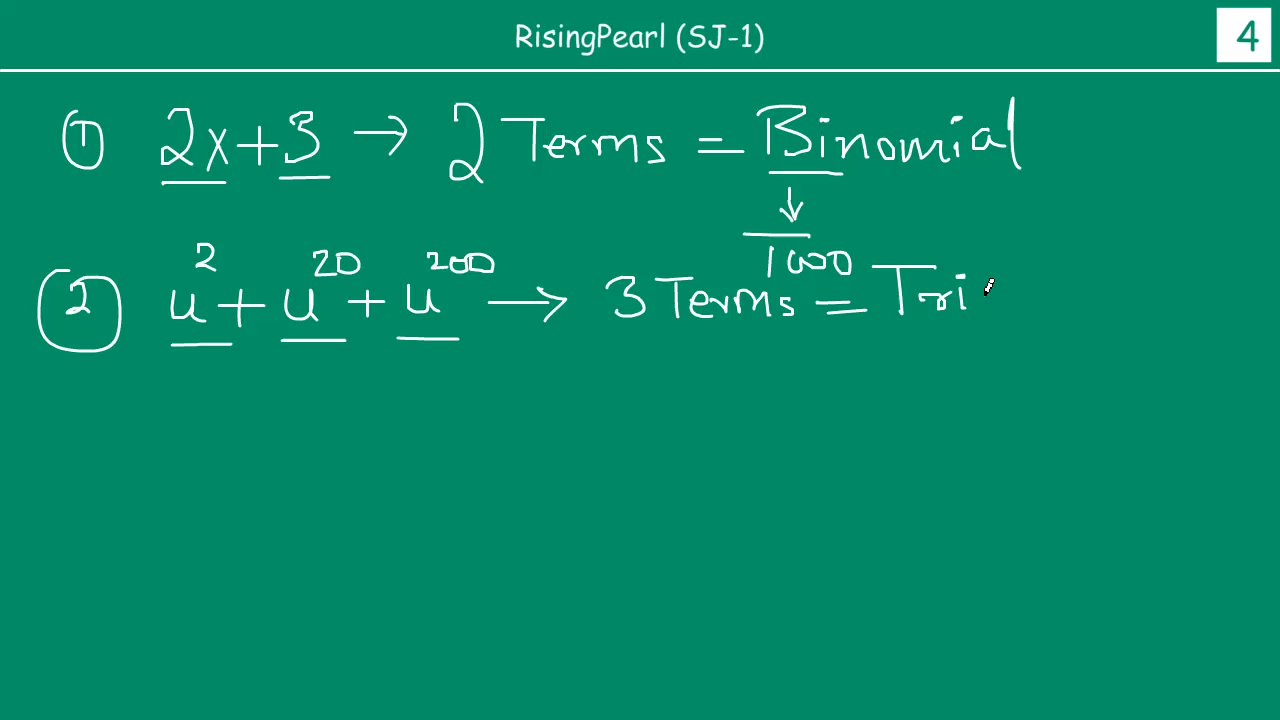 RisingPearl (SJ-1)
4
① 2x+3 → 2 Terms = Binomial
↓
1000
② u² + u²⁰ + u²⁰⁰ → 3 Terms = Tri